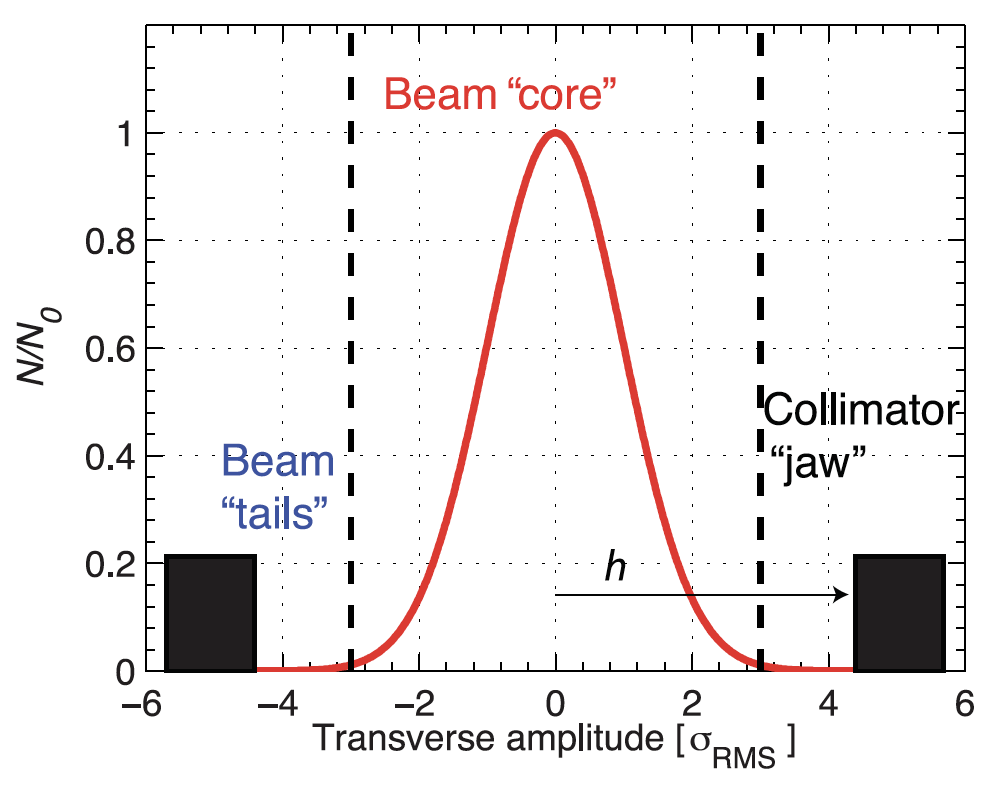 Beam “core”
1
0.8
0.6
0.4
0.2
0
N/N0
Collimator
“jaw”
Beam
“tails”
h
−6
−4
−2
0
2
4
6
Transverse amplitude [σRMS ]